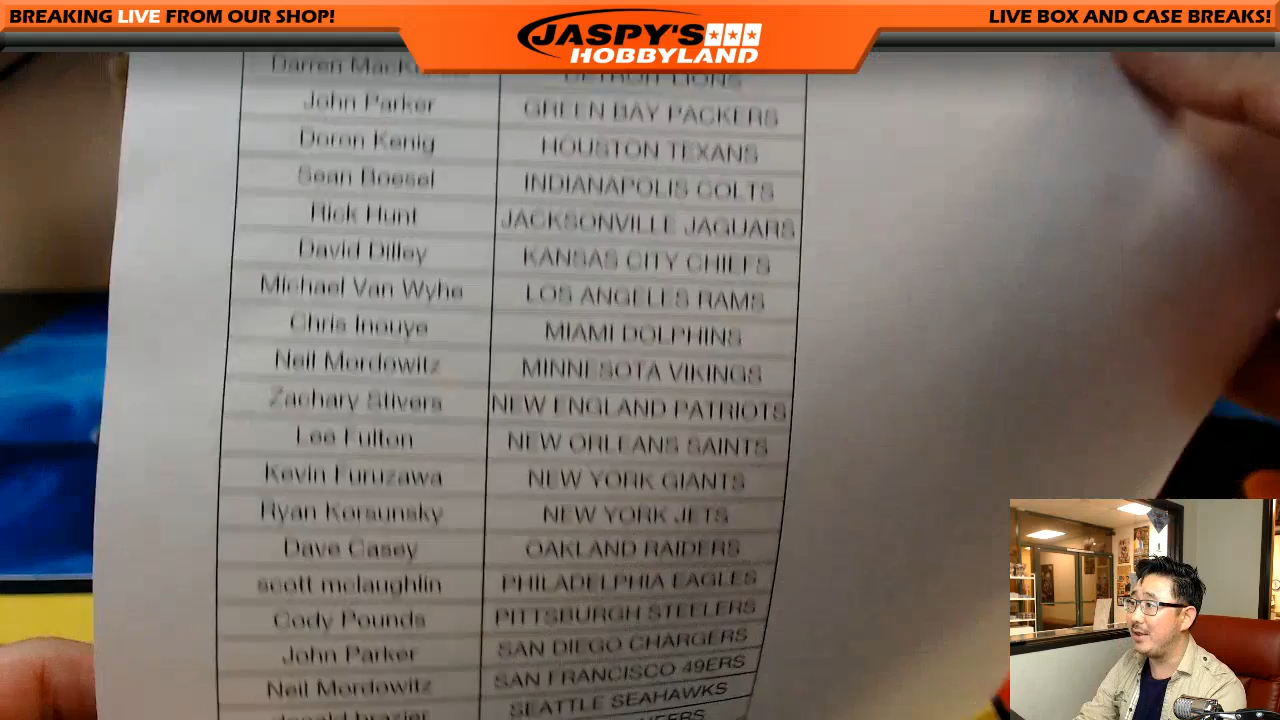 BREAKING LIVE FROM OUR SHOP!
JASPY'S HOBBYLAND
LIVE BOX AND CASE BREAKS!
Darren DETROIT LIONS
John Parker GREEN BAY PACKERS
Doron Kenig HOUSTON TEXANS
Sean Boesel INDIANAPOLIS COLTS
Rick Hunt JACKSONVILLE JAGUARS
David Dilley KANSAS CITY CHIEFS
Michael Van Wyhe LOS ANGELES RAMS
Chris Inouye MIAMI DOLPHINS
Neil Mordowitz MINNESOTA VIKINGS
Zachary Stivers NEW ENGLAND PATRIOTS
Lee Fulton NEW ORLEANS SAINTS
Kevin Furuzawa NEW YORK GIANTS
Ryan Korsunsky NEW YORK JETS
Dave Casey OAKLAND RAIDERS
scott mclaughlin PHILADELPHIA EAGLES
Cody Pounds PITTSBURGH STEELERS
John Parker SAN DIEGO CHARGERS
Neil Mordowitz SAN FRANCISCO 49ERS
SEATTLE SEAHAWKS